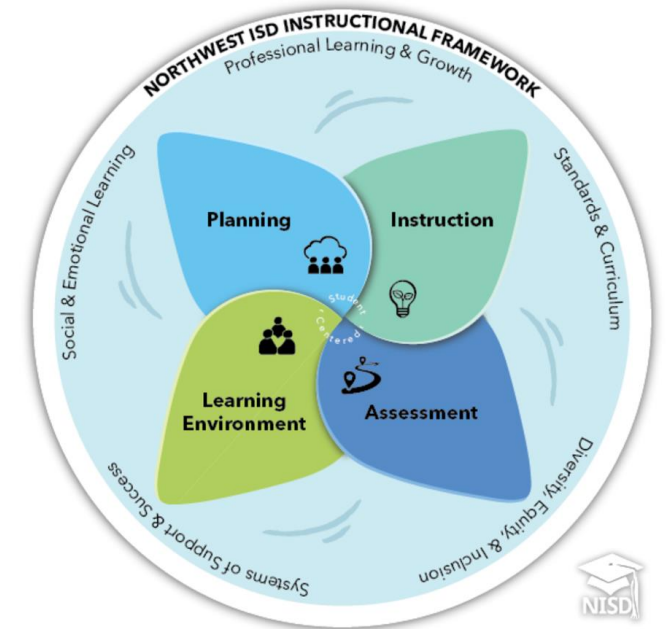 NORTHWEST ISD INSTRUCTIONAL FRAMEWORK
Professional Learning & Growth
Social & Emotional Learning
Standards & Curriculum
Planning
Instruction
Student
Centered
Learning
Environment
Assessment
Systems of Support & Success
Diversity, Equity, & Inclusion
NISD